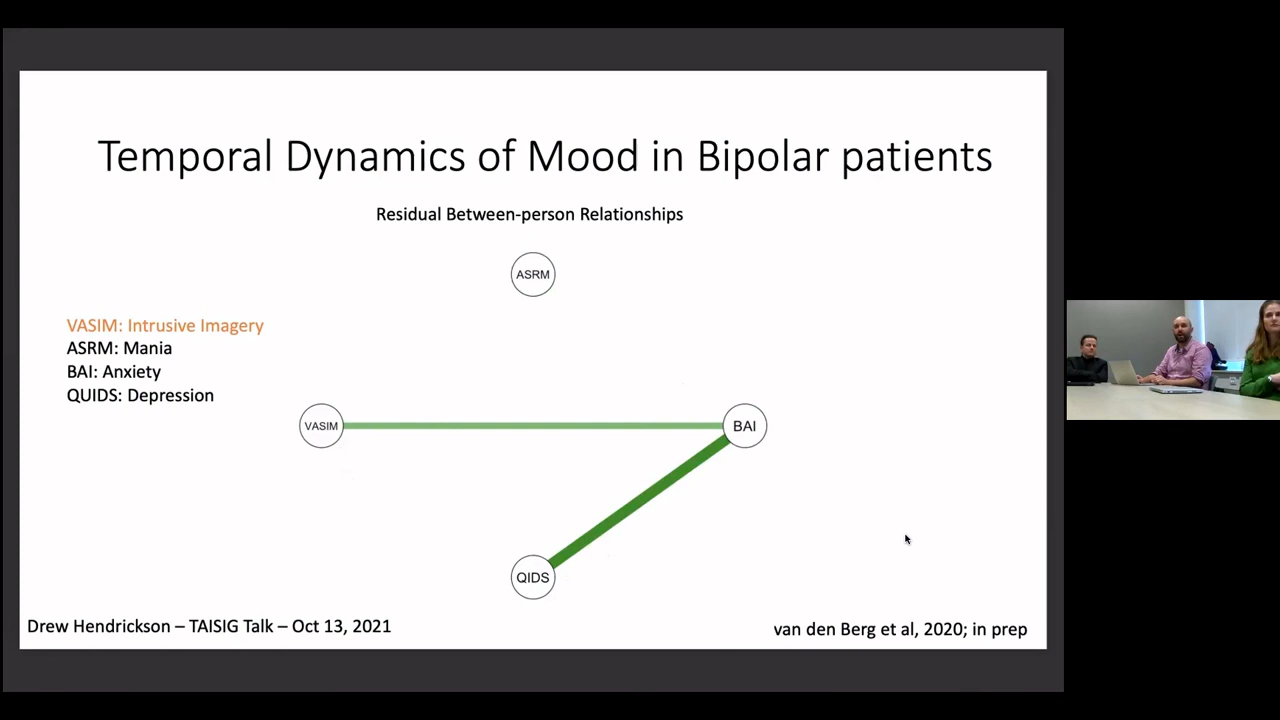 Temporal Dynamics of Mood in Bipolar patients
Residual Between-person Relationships
ASRM
VASIM: Intrusive Imagery
ASRM: Mania
BAI: Anxiety
QUIDS: Depression
VASIM
BAI
QIDS
Drew Hendrickson – TAISIG Talk – Oct 13, 2021
van den Berg et al, 2020; in prep